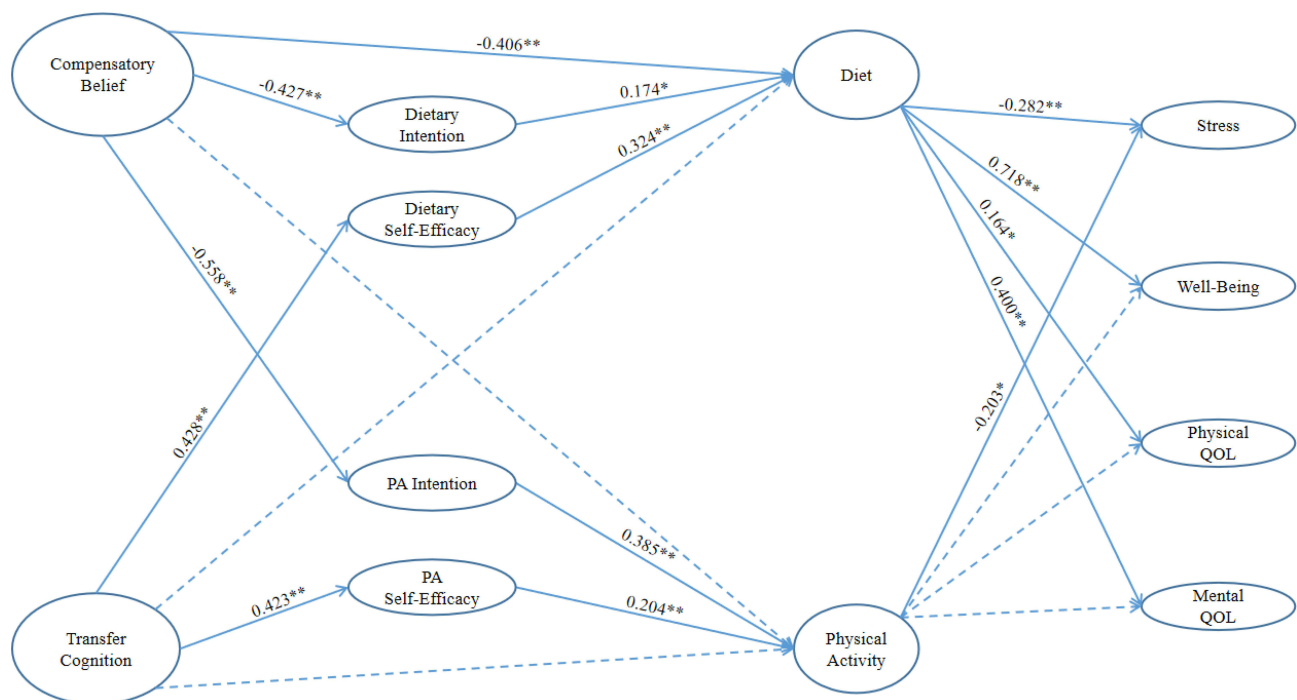 Compensatory
Belief
-0.406**
Diet
-0.427**
Dietary
Intention
0.174*
-0.282**
Stress
0.324**
Dietary
Self-Efficacy
0.718**
0.164*
Well-Being
-0.558**
0.400**
0.428**
-0.203*
Physical
QOL
PA Intention
0.385**
PA
Self-Efficacy
0.423**
0.204**
Mental
QOL
Transfer
Cognition
Physical
Activity